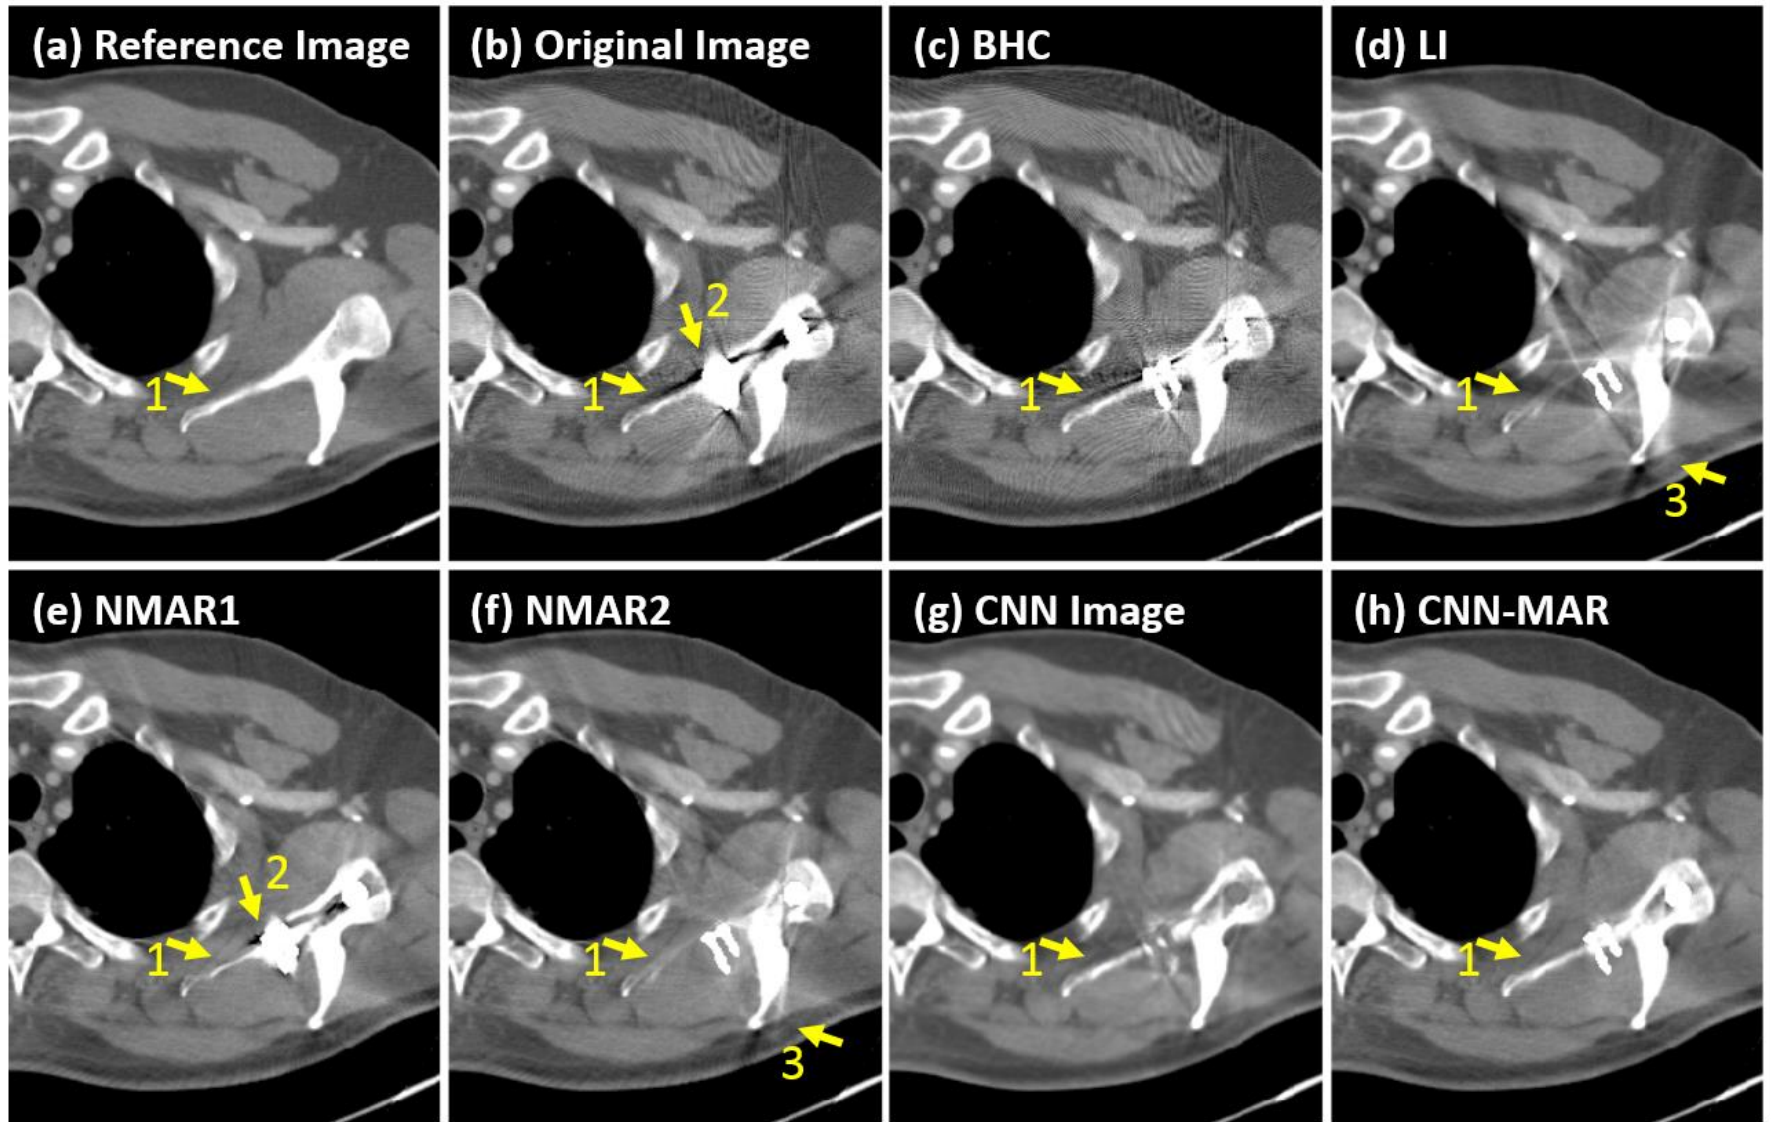 (a) Reference Image
(b) Original Image
(c) BHC
(d) LI
1
2
1
1
1
3
(e) NMAR1
(f) NMAR2
(g) CNN Image
(h) CNN-MAR
2
1
1
3
1
1